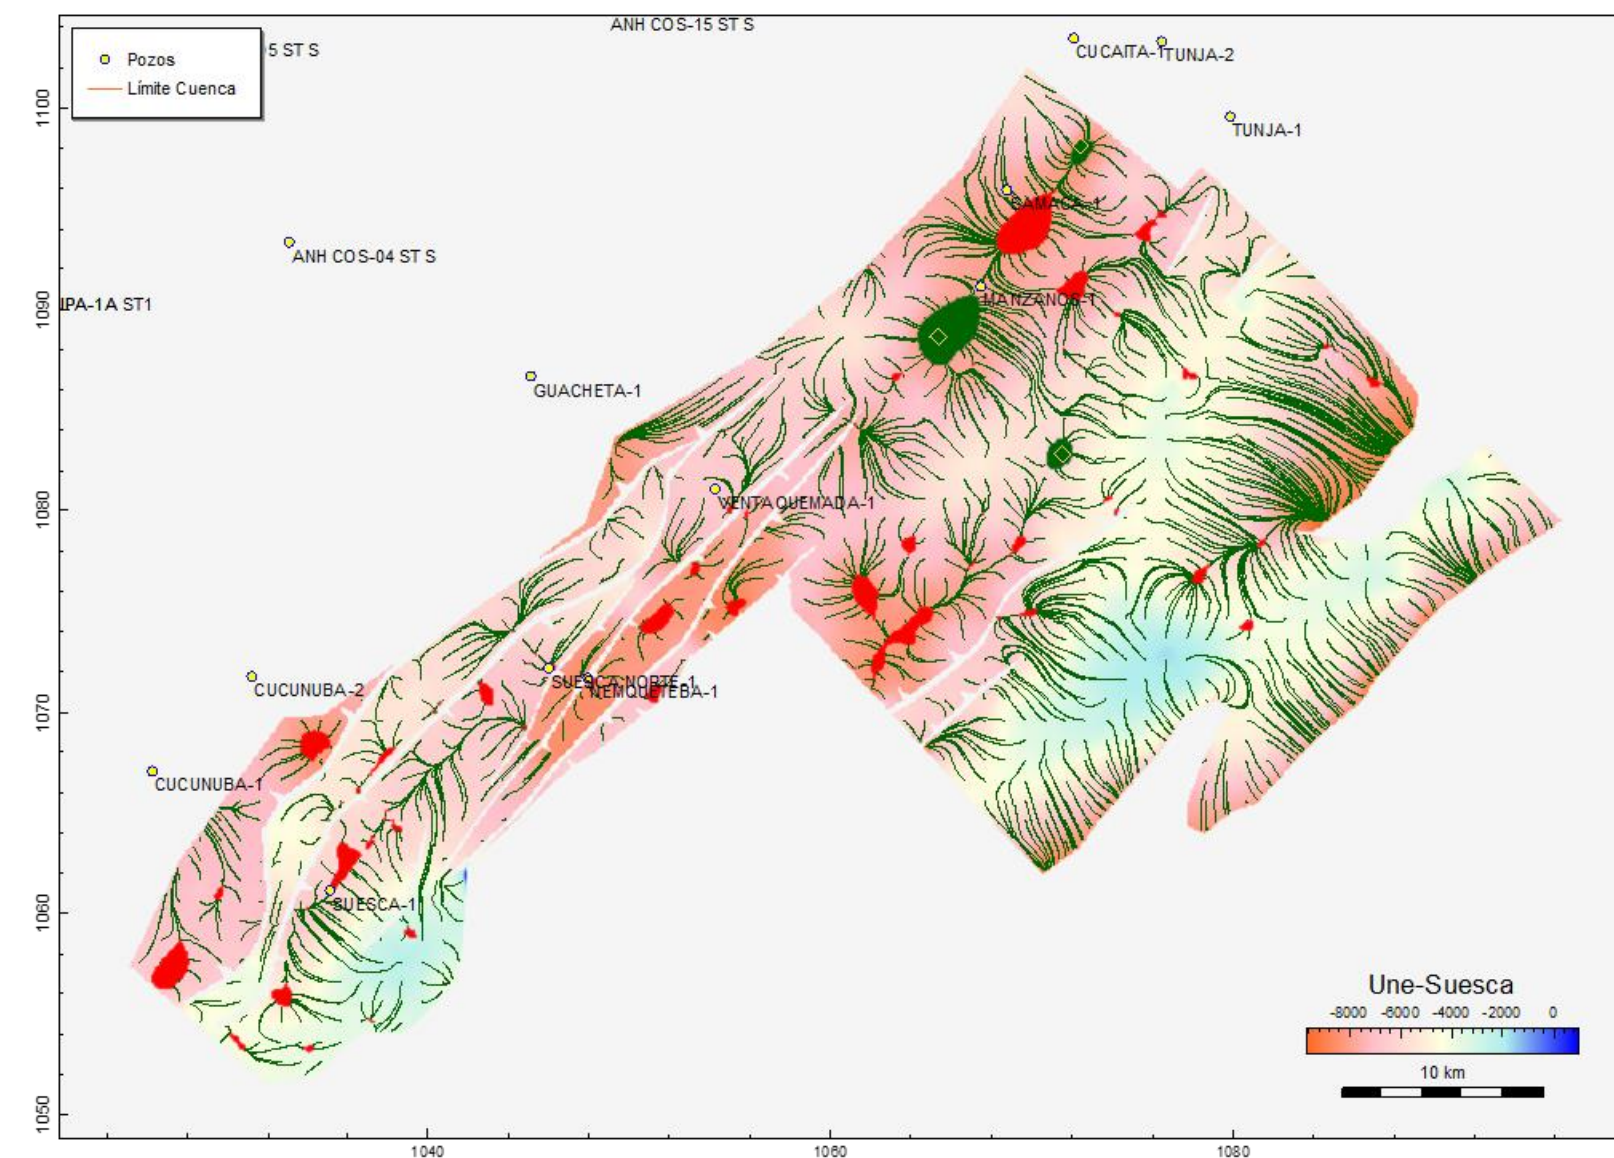 ANH COS-15 ST S
5 ST S
Pozos
Límite Cuenca
CUCAITA-1
TUNJA-2
TUNJA-1
SAMACA-1
ANH COS-04 ST S
IPA-1A ST1
MANZANOS-1
GUACHETA-1
VENTAQUEMADA-1
SUESCA NORTE-1
NEMQUETEBA-1
CUCUNUBA-2
CUCUNUBA-1
SUESCA-1
Une-Suesca
-8000 -6000 -4000 -2000 0
10 km
1100
1090
1080
1070
1060
1050
1040 1060 1080